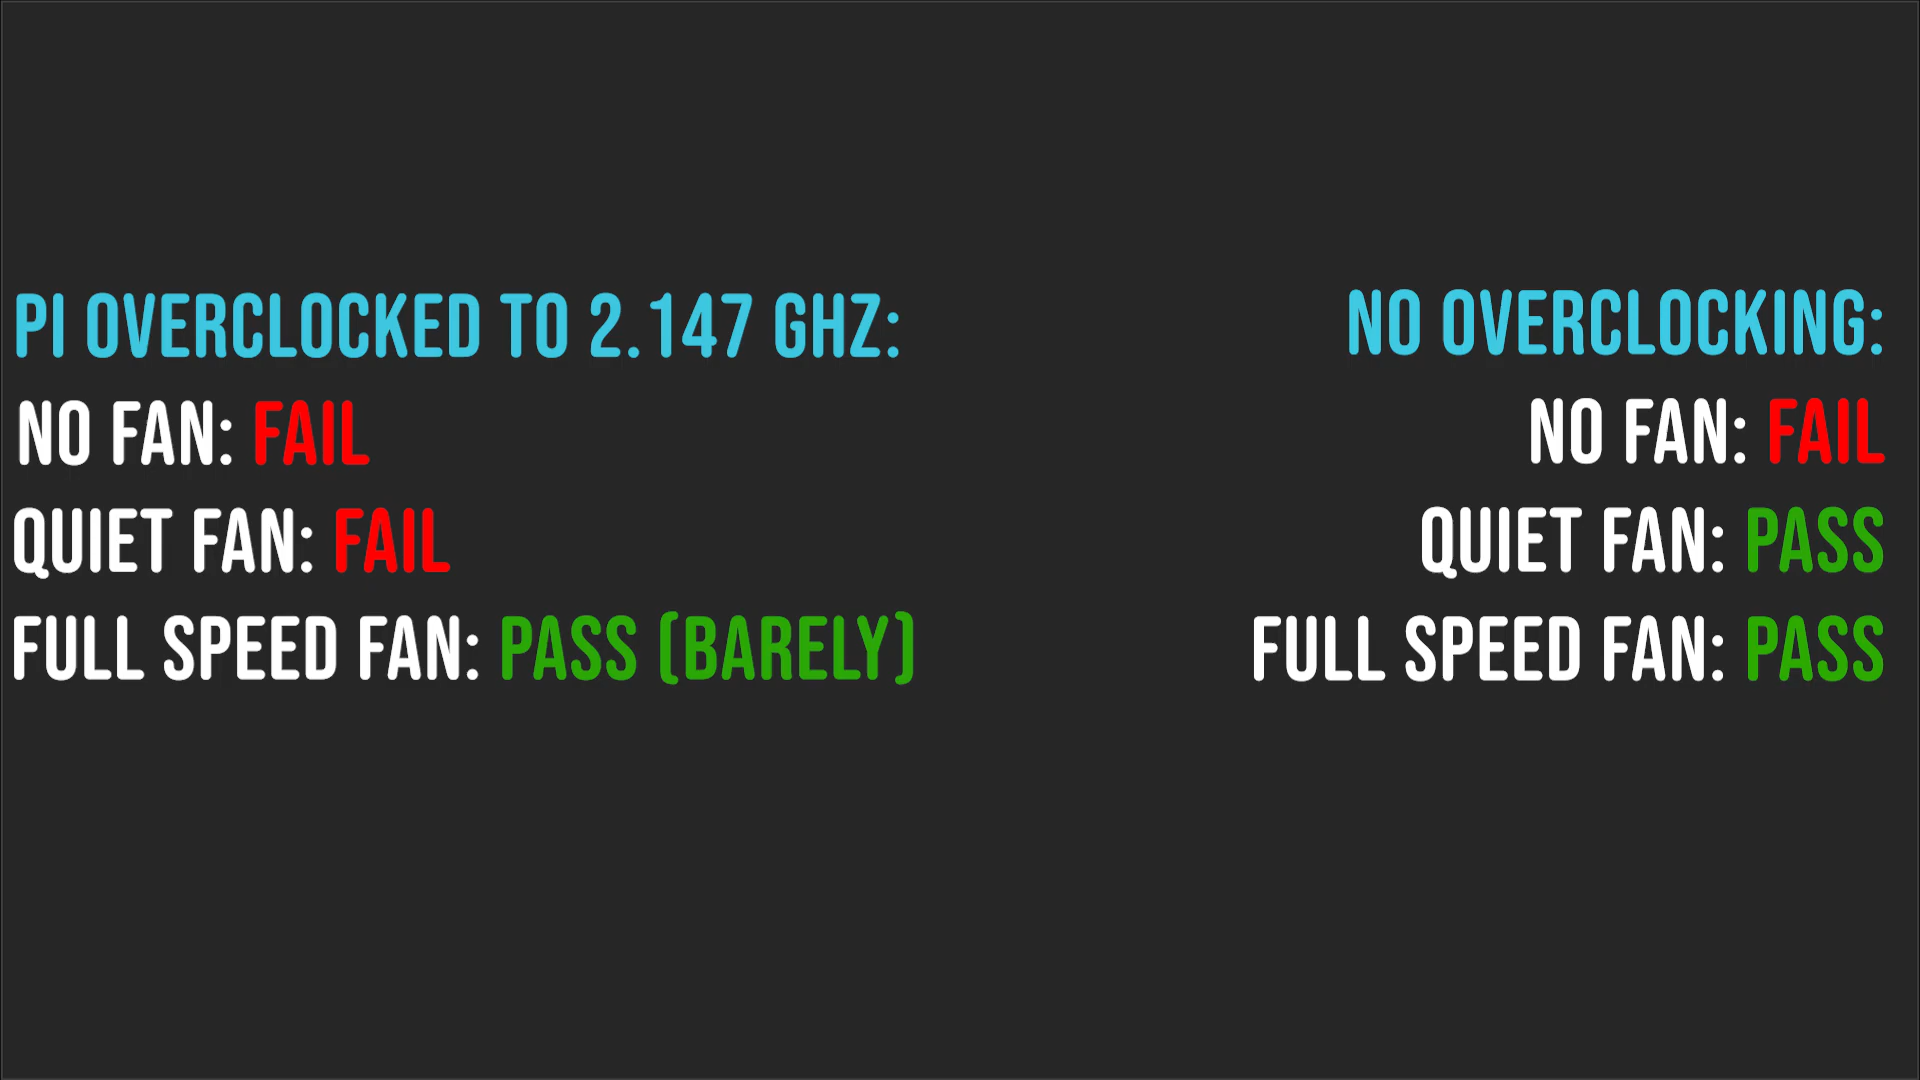 PI OVERCLOCKED TO 2.147 GHZ:
NO FAN: FAIL
QUIET FAN: FAIL
FULL SPEED FAN: PASS (BARELY)
NO OVERCLOCKING:
NO FAN: FAIL
QUIET FAN: PASS
FULL SPEED FAN: PASS